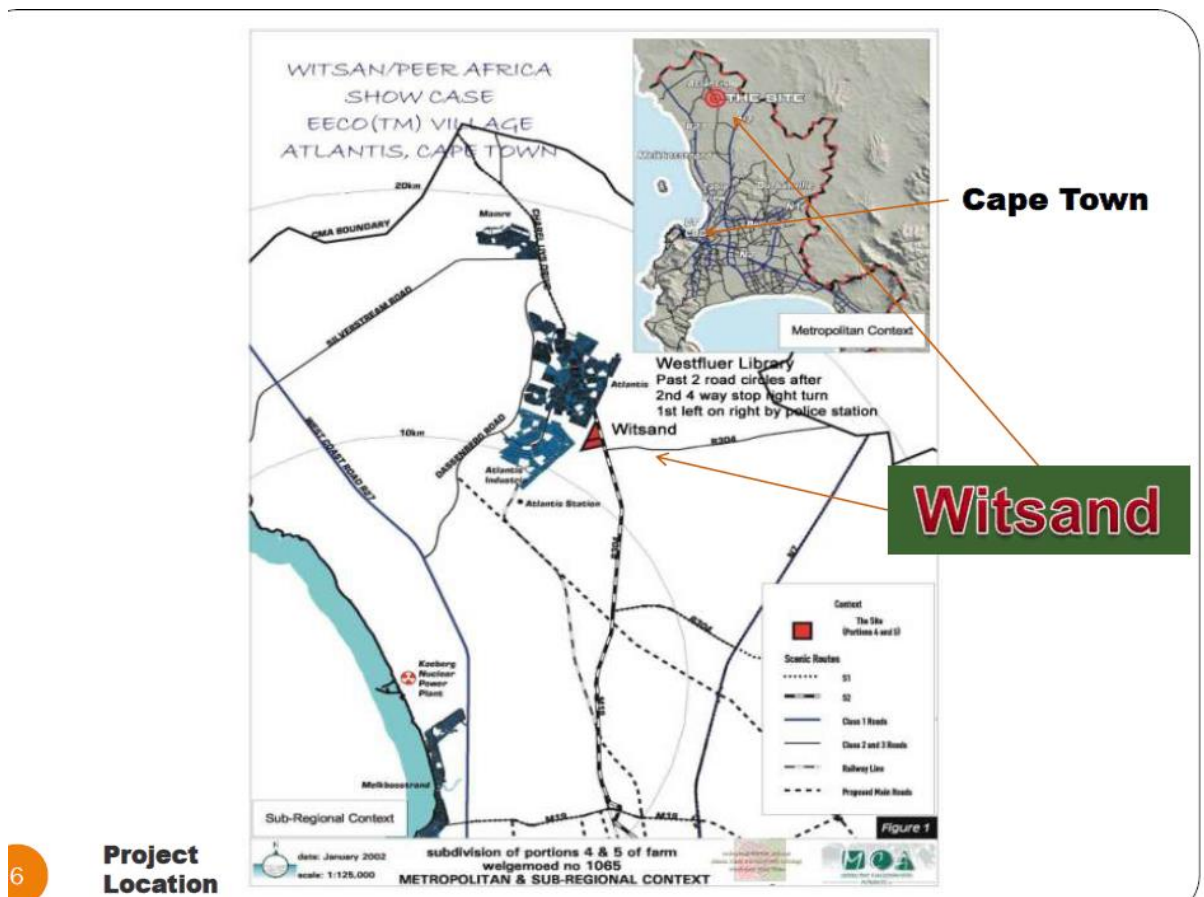 WITSAN/PEER AFRICA
SHOW CASE
EECO(TM) VILLAGE
ATLANTIS, CAPE TOWN
20km
CMA BOUNDARY
Mamre
SILVERSTREAM ROAD
WEST COAST ROAD R27
10km
DASSENBERG ROAD
Atlantis
Westfluer Library
Past 2 road circles after
2nd 4 way stop right turn
1st left on right by police station
Witsand
R304
Atlantis
Industria
Atlantis Station
N7
R304
M19
M19
Koeberg
Nuclear
Power
Plant
Melkbosstrand
Sub-Regional Context
THE SITE
Melkbosstrand
N7
N1
Metropolitan Context
Cape Town
Witsand
Context
The Site
(Portions 4 and 5)
Scenic Routes
S1
S2
Class 1 Roads
Class 2 and 3 Roads
Railway Line
Proposed Main Roads
Figure 1
N
date: January 2002
scale: 1:125,000
subdivision of portions 4 & 5 of farm
welgemoed no 1065
METROPOLITAN & SUB-REGIONAL CONTEXT
6
Project
Location